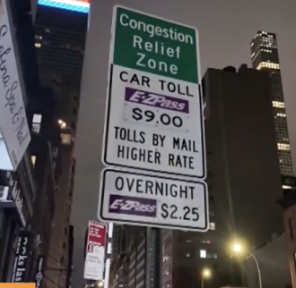 Congestion
Relief
Zone
CAR TOLL
E-ZPass
$9.00
TOLLS BY MAIL
HIGHER RATE
OVERNIGHT
E-ZPass $2.25